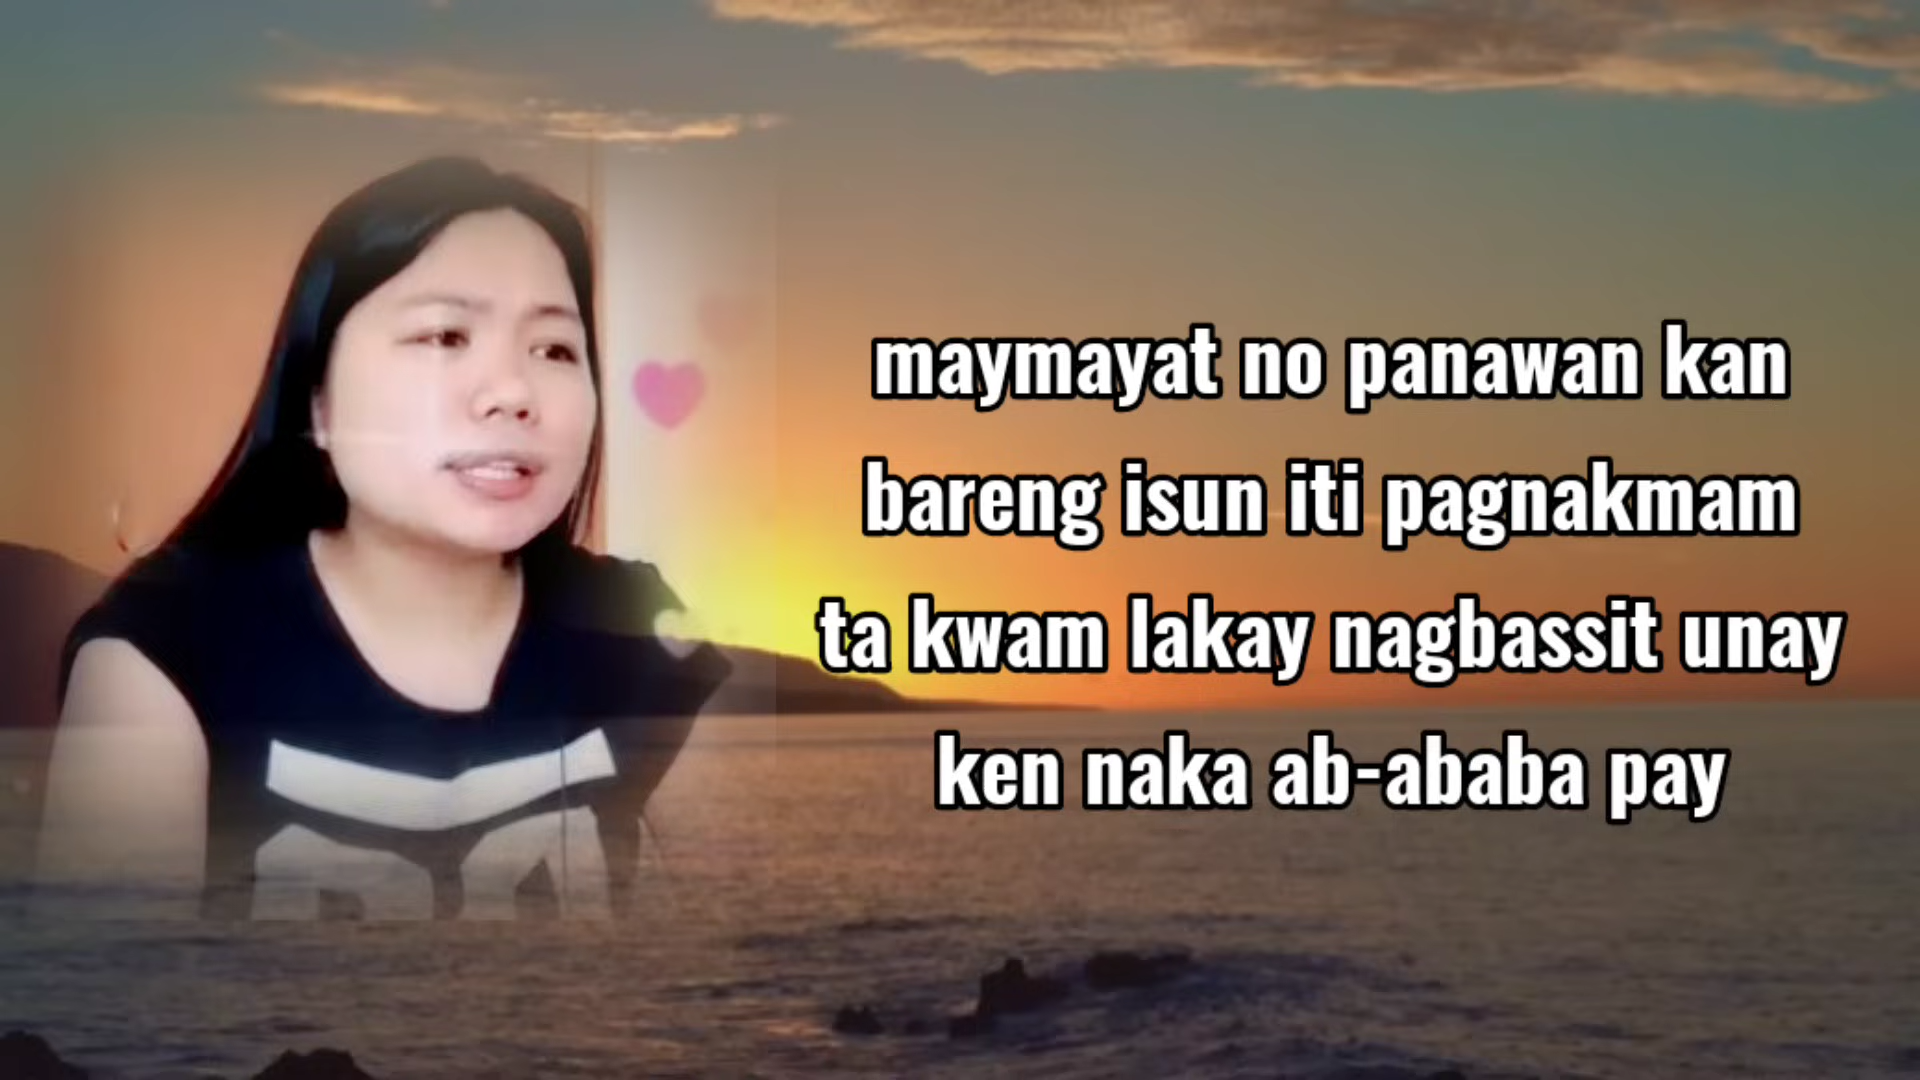 maymayat no panawan kan
bareng isun iti pagnakmam
ta kwam lakay nagbassit unay
ken naka ab-ababa pay